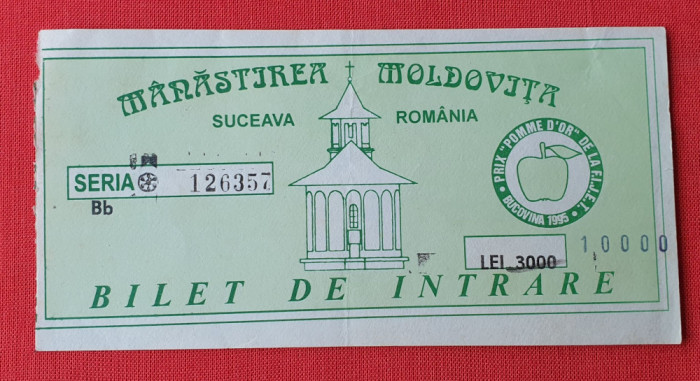 MÂNĂSTIREA MOLDOVIȚA
SUCEAVA ROMÂNIA
SERIA 126357
Bb
PRIX "POMME D'OR" DE LA F.I.J.E.T.
BUCOVINA 1995
LEI 3000
10000
BILET DE INTRARE